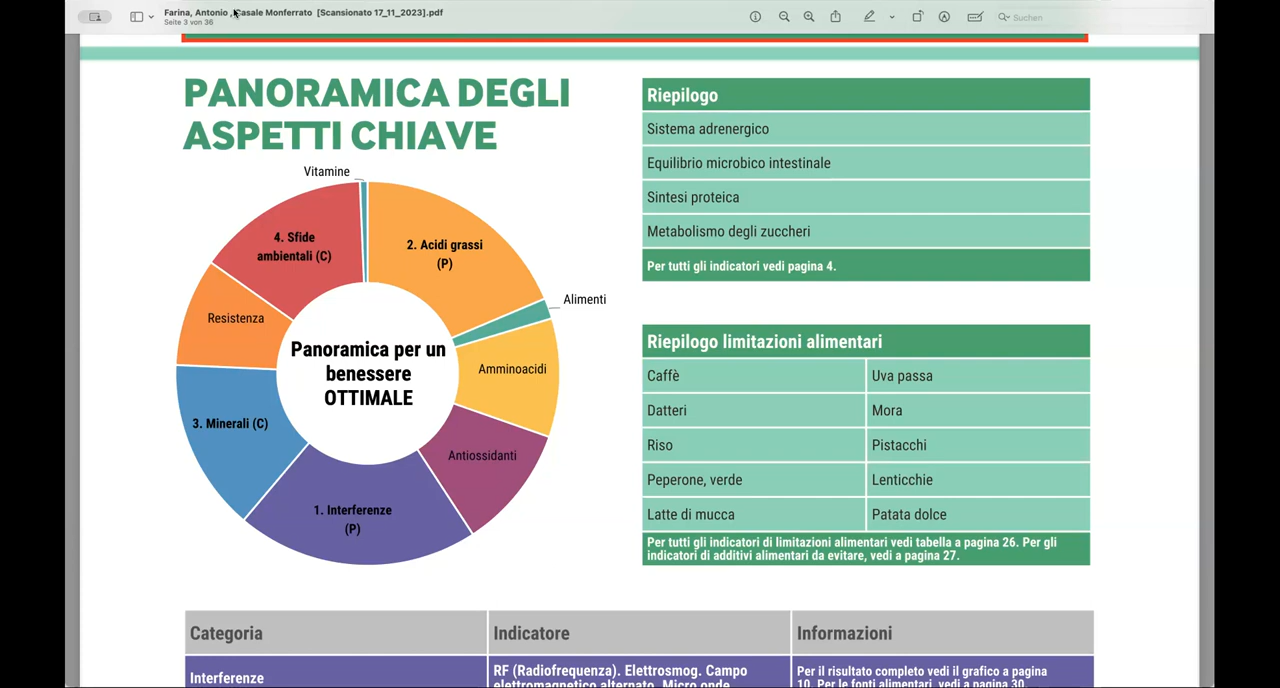 Farina, Antonio , Casale Monferrato [Scansionato 17_11_2023].pdf
Seite 3 von 36
Suchen
PANORAMICA DEGLI
ASPETTI CHIAVE
Vitamine
4. Sfide
ambientali (C)
2. Acidi grassi
(P)
Alimenti
Resistenza
Amminoacidi
Panoramica per un
benessere
OTTIMALE
3. Minerali (C)
Antiossidanti
1. Interferenze
(P)
Riepilogo
Sistema adrenergico
Equilibrio microbico intestinale
Sintesi proteica
Metabolismo degli zuccheri
Per tutti gli indicatori vedi pagina 4.
Riepilogo limitazioni alimentari
Caffè Uva passa
Datteri Mora
Riso Pistacchi
Peperone, verde Lenticchie
Latte di mucca Patata dolce
Per tutti gli indicatori di limitazioni alimentari vedi tabella a pagina 26. Per gli
indicatori di additivi alimentari da evitare, vedi a pagina 27.
Categoria Indicatore Informazioni
Interferenze
RF (Radiofrequenza). Elettrosmog. Campo
elettromagnetico alternato. Micro onde
Per il risultato completo vedi il grafico a pagina
10. Per le fonti alimentari, vedi a pagina 30.